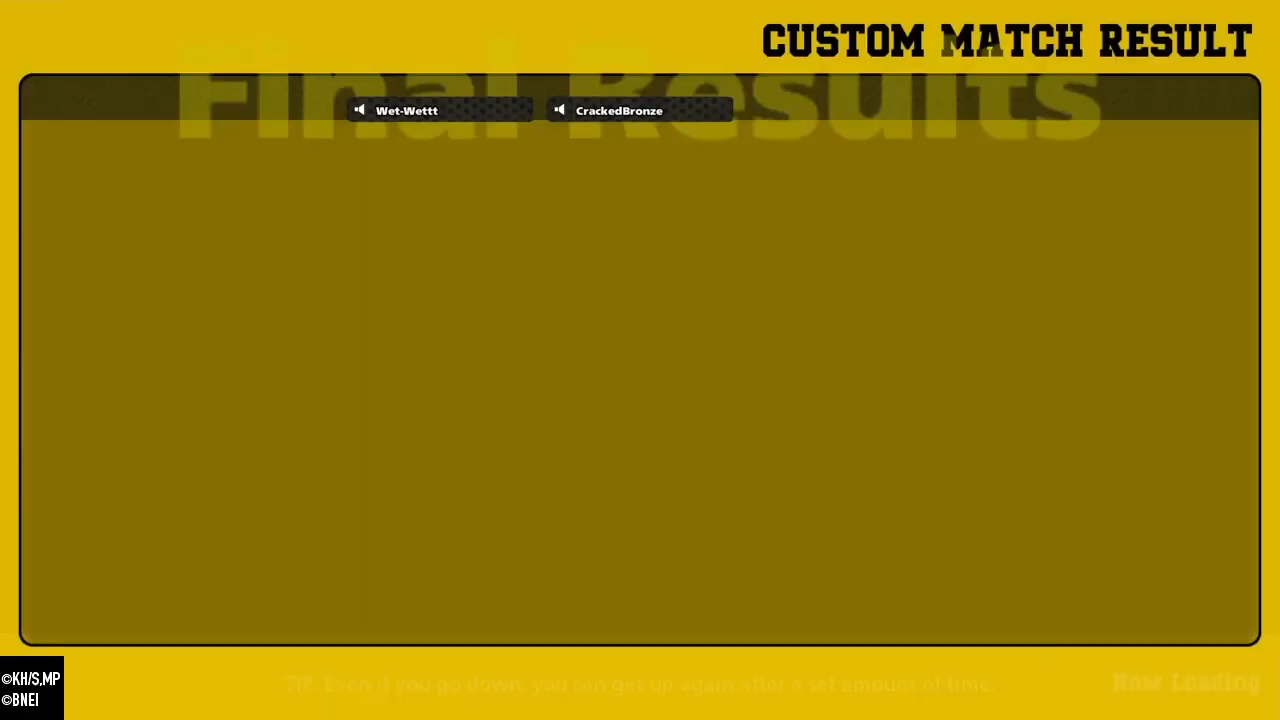 CUSTOM MATCH RESULT
Final Results
Wet-Wettt
CrackedBronze
©KH/S.MP
©BNEI
TIP: Even if you go down, you can get up again after a set amount of time.
Now Loading